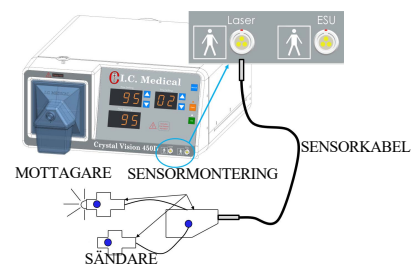 Laser ESU
I.C. Medical
95 02
95
Crystal Vision 450D
SENSORKABEL
MOTTAGARE SENSORMONTERING
SÄNDARE